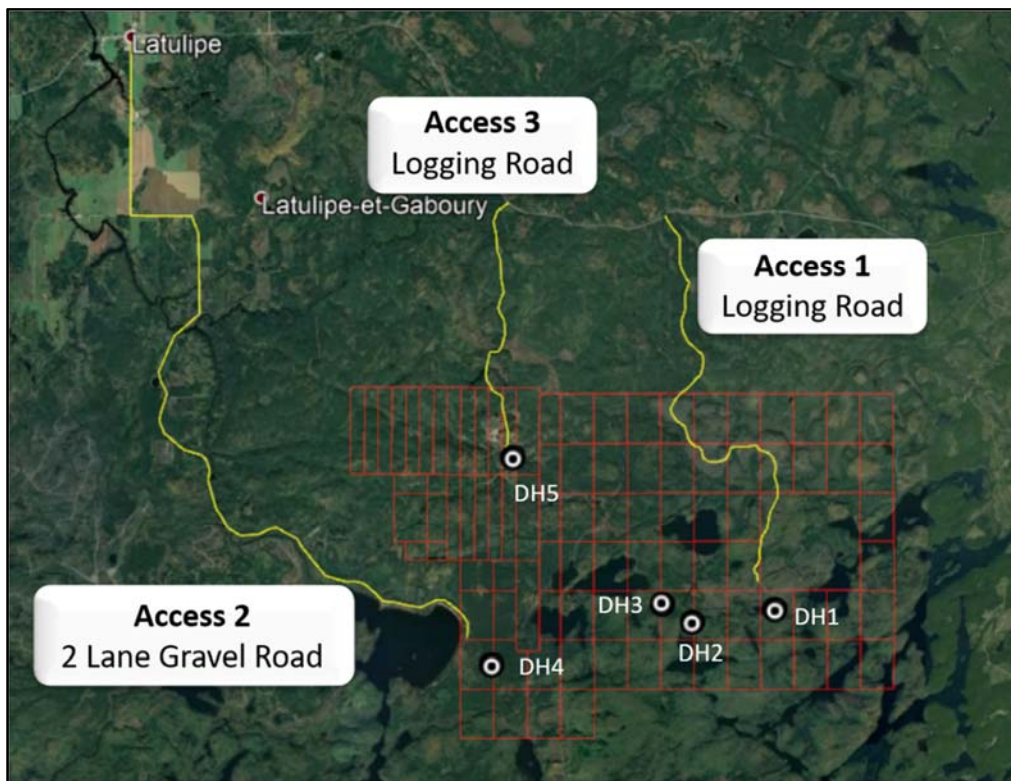 Latulipe
Access 3
Logging Road
Latulipe-et-Gaboury
Access 1
Logging Road
DH5
DH3
DH1
DH2
DH4
Access 2
2 Lane Gravel Road